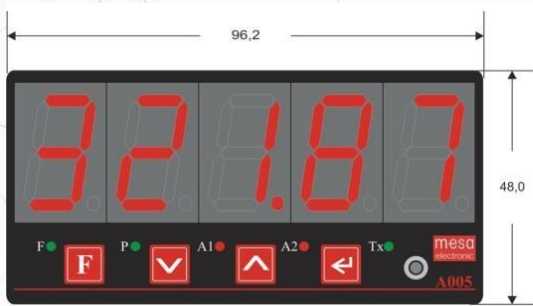 96,2
321.87
48,0
F P A1 A2 Tx
F
mesa
electronic
A005